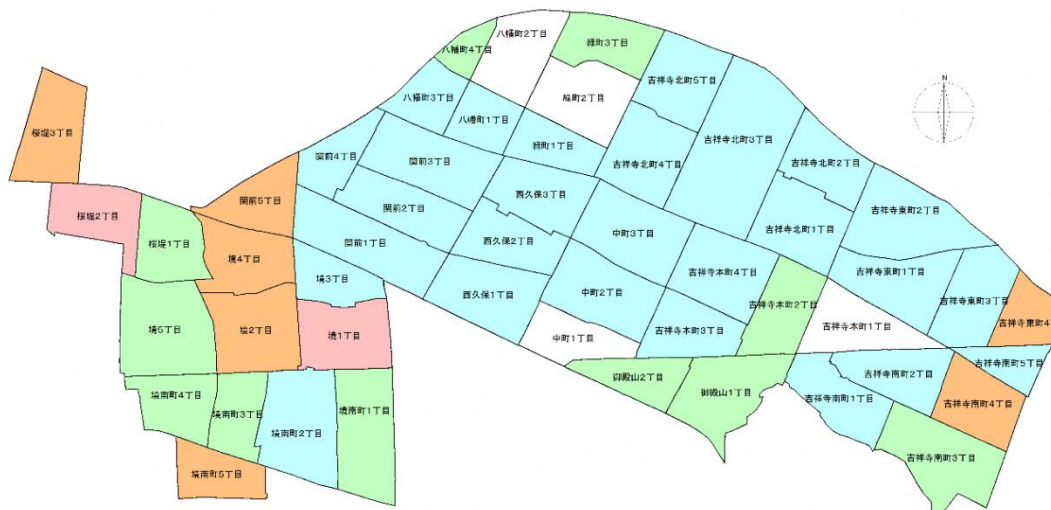 八幡町2丁目
八幡町4丁目
緑町3丁目
吉祥寺北町5丁目
N
八幡町3丁目
緑町2丁目
桜堤3丁目
八幡町1丁目
吉祥寺北町3丁目
緑町1丁目
関前4丁目
関前3丁目
吉祥寺北町4丁目
吉祥寺北町2丁目
西久保3丁目
関前5丁目
関前2丁目
吉祥寺東町2丁目
桜堤2丁目
吉祥寺北町1丁目
中町3丁目
西久保2丁目
桜堤1丁目
関前1丁目
境4丁目
吉祥寺本町4丁目
吉祥寺東町1丁目
境3丁目
中町2丁目
西久保1丁目
吉祥寺東町3丁目
吉祥寺本町2丁目
吉祥寺東町4
境5丁目
境2丁目
境1丁目
吉祥寺本町3丁目
吉祥寺本町1丁目
中町1丁目
吉祥寺南町5丁目
吉祥寺南町2丁目
御殿山2丁目
御殿山1丁目
境南町4丁目
吉祥寺南町1丁目
吉祥寺南町4丁目
境南町3丁目
境南町1丁目
境南町2丁目
吉祥寺南町3丁目
境南町5丁目